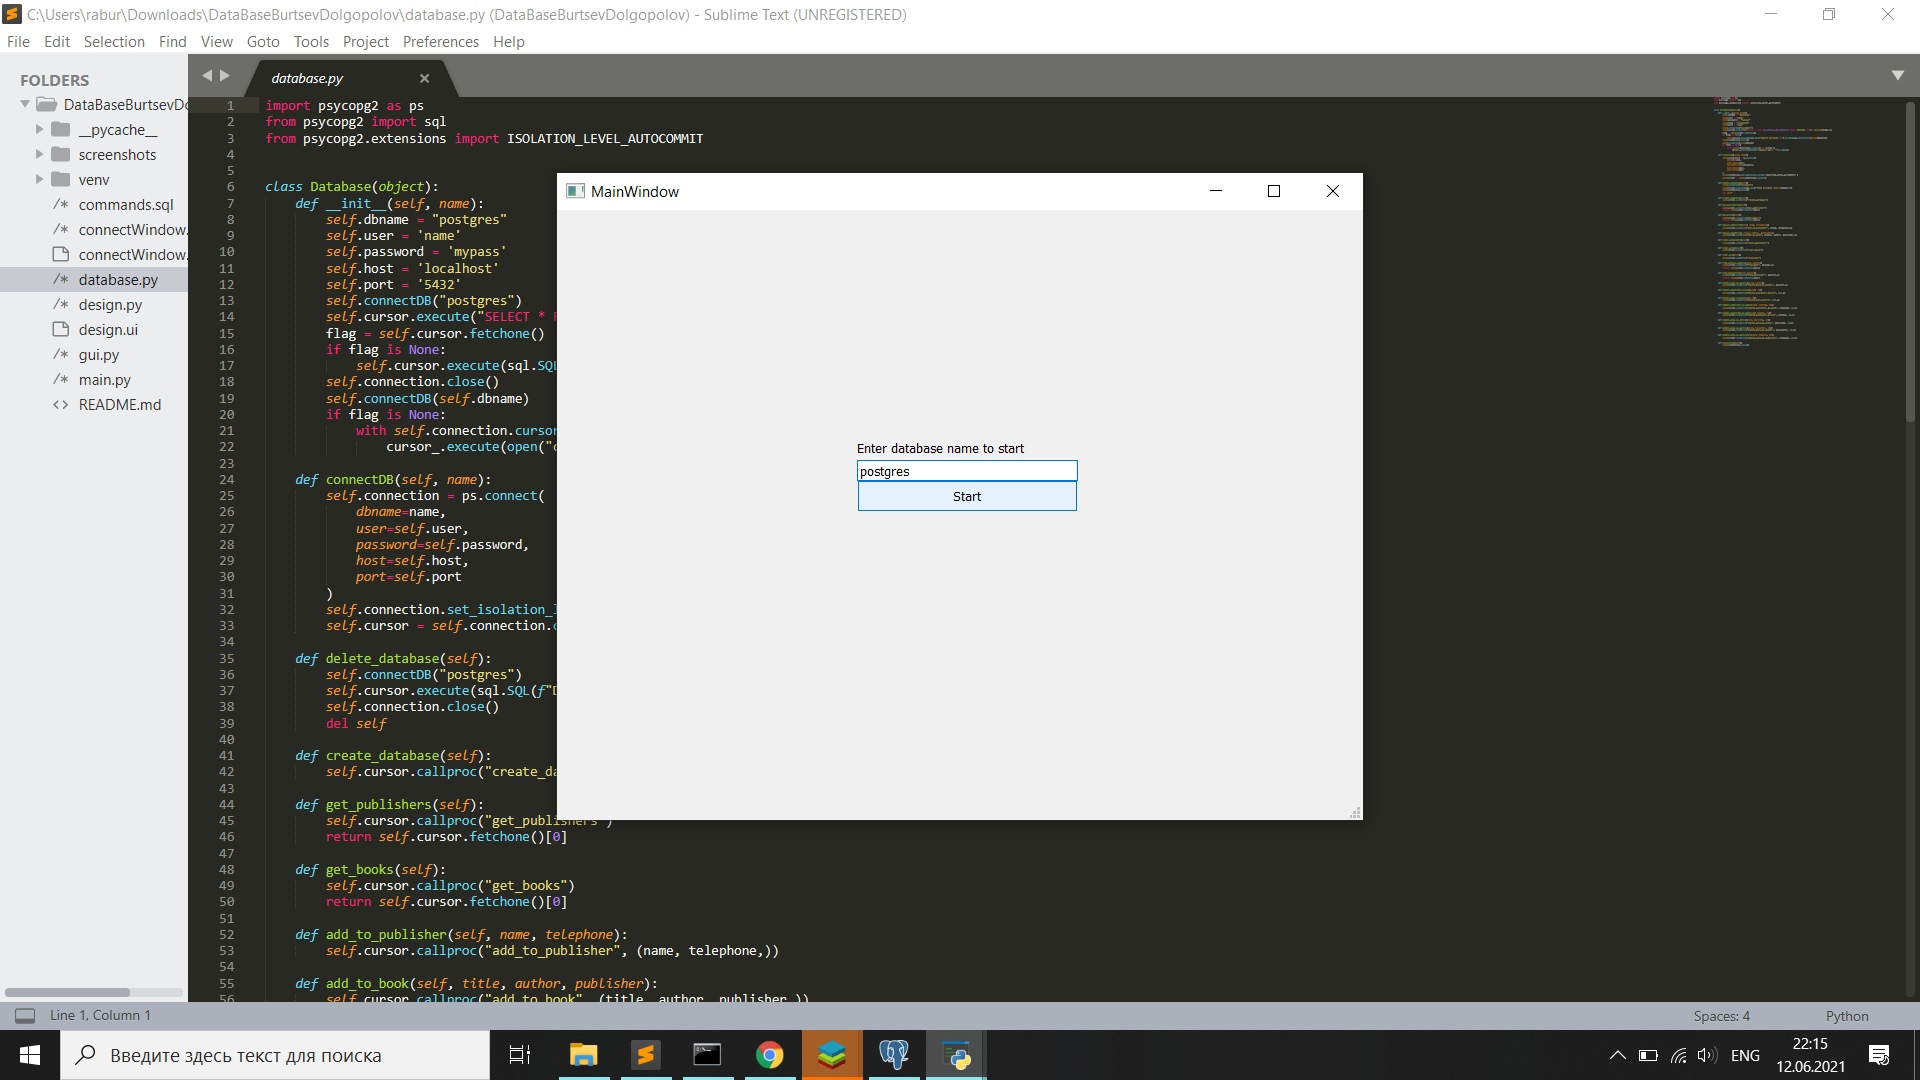 C:\Users\rabur\Downloads\DataBaseBurtsevDolgopolov\database.py (DataBaseBurtsevDolgopolov) - Sublime Text (UNREGISTERED)
File Edit Selection Find View Goto Tools Project Preferences Help
FOLDERS
DataBaseBurtsevDo
__pycache__
screenshots
venv
commands.sql
connectWindow.
connectWindow.
database.py
design.py
design.ui
gui.py
main.py
README.md
database.py
1 import psycopg2 as ps
2 from psycopg2 import sql
3 from psycopg2.extensions import ISOLATION_LEVEL_AUTOCOMMIT
4
5
6 class Database(object):
7 def __init__(self, name):
8 self.dbname = "postgres"
9 self.user = 'name'
10 self.password = 'mypass'
11 self.host = 'localhost'
12 self.port = '5432'
13 self.connectDB("postgres")
14 self.cursor.execute("SELECT *
15 flag = self.cursor.fetchone()
16 if flag is None:
17 self.cursor.execute(sql.SQL
18 self.connection.close()
19 self.connectDB(self.dbname)
20 if flag is None:
21 with self.connection.cursor
22 cursor_.execute(open("c
23
24 def connectDB(self, name):
25 self.connection = ps.connect(
26 dbname=name,
27 user=self.user,
28 password=self.password,
29 host=self.host,
30 port=self.port
31 )
32 self.connection.set_isolation_l
33 self.cursor = self.connection.c
34
35 def delete_database(self):
36 self.connectDB("postgres")
37 self.cursor.execute(sql.SQL(f"D
38 self.connection.close()
39 del self
40
41 def create_database(self):
42 self.cursor.callproc("create_da
43
44 def get_publishers(self):
45 self.cursor.callproc("get_publishers")
46 return self.cursor.fetchone()[0]
47
48 def get_books(self):
49 self.cursor.callproc("get_books")
50 return self.cursor.fetchone()[0]
51
52 def add_to_publisher(self, name, telephone):
53 self.cursor.callproc("add_to_publisher", (name, telephone,))
54
55 def add_to_book(self, title, author, publisher):
56 self.cursor.callproc("add_to_book", (title, author, publisher,))
MainWindow
Enter database name to start
postgres
Start
Line 1, Column 1
Spaces: 4
Python
Введите здесь текст для поиска
ENG
22:15
12.06.2021